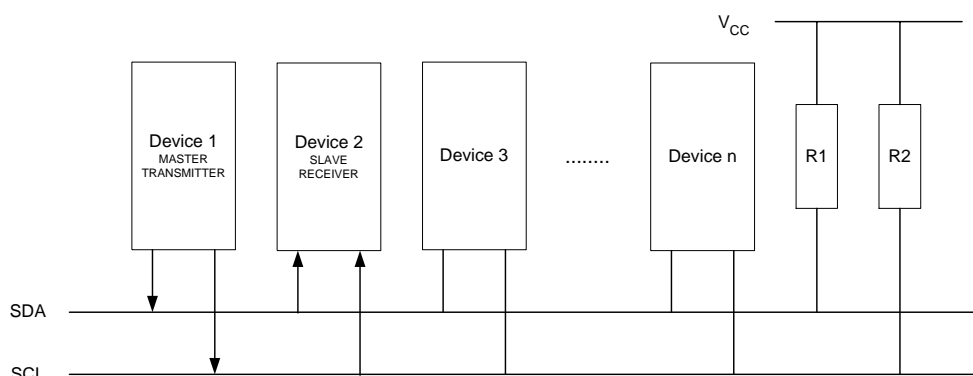 VCC
Device 1
MASTER
TRANSMITTER
Device 2
SLAVE
RECEIVER
Device 3
........
Device n
R1
R2
SDA
SCL